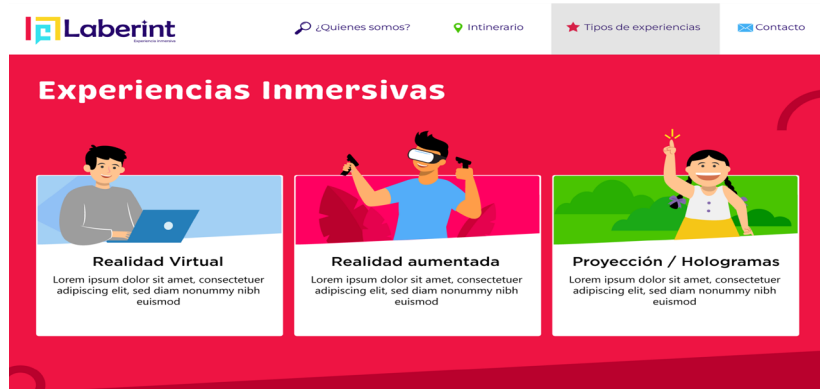 Laberint
Experiencia Inmersiva
¿Quienes somos?
Intinerario
Tipos de experiencias
Contacto
Experiencias Inmersivas
Realidad Virtual
Lorem ipsum dolor sit amet, consectetuer
adipiscing elit, sed diam nonummy nibh
euismod
Realidad aumentada
Lorem ipsum dolor sit amet, consectetuer
adipiscing elit, sed diam nonummy nibh
euismod
Proyección / Hologramas
Lorem ipsum dolor sit amet, consectetuer
adipiscing elit, sed diam nonummy nibh
euismod